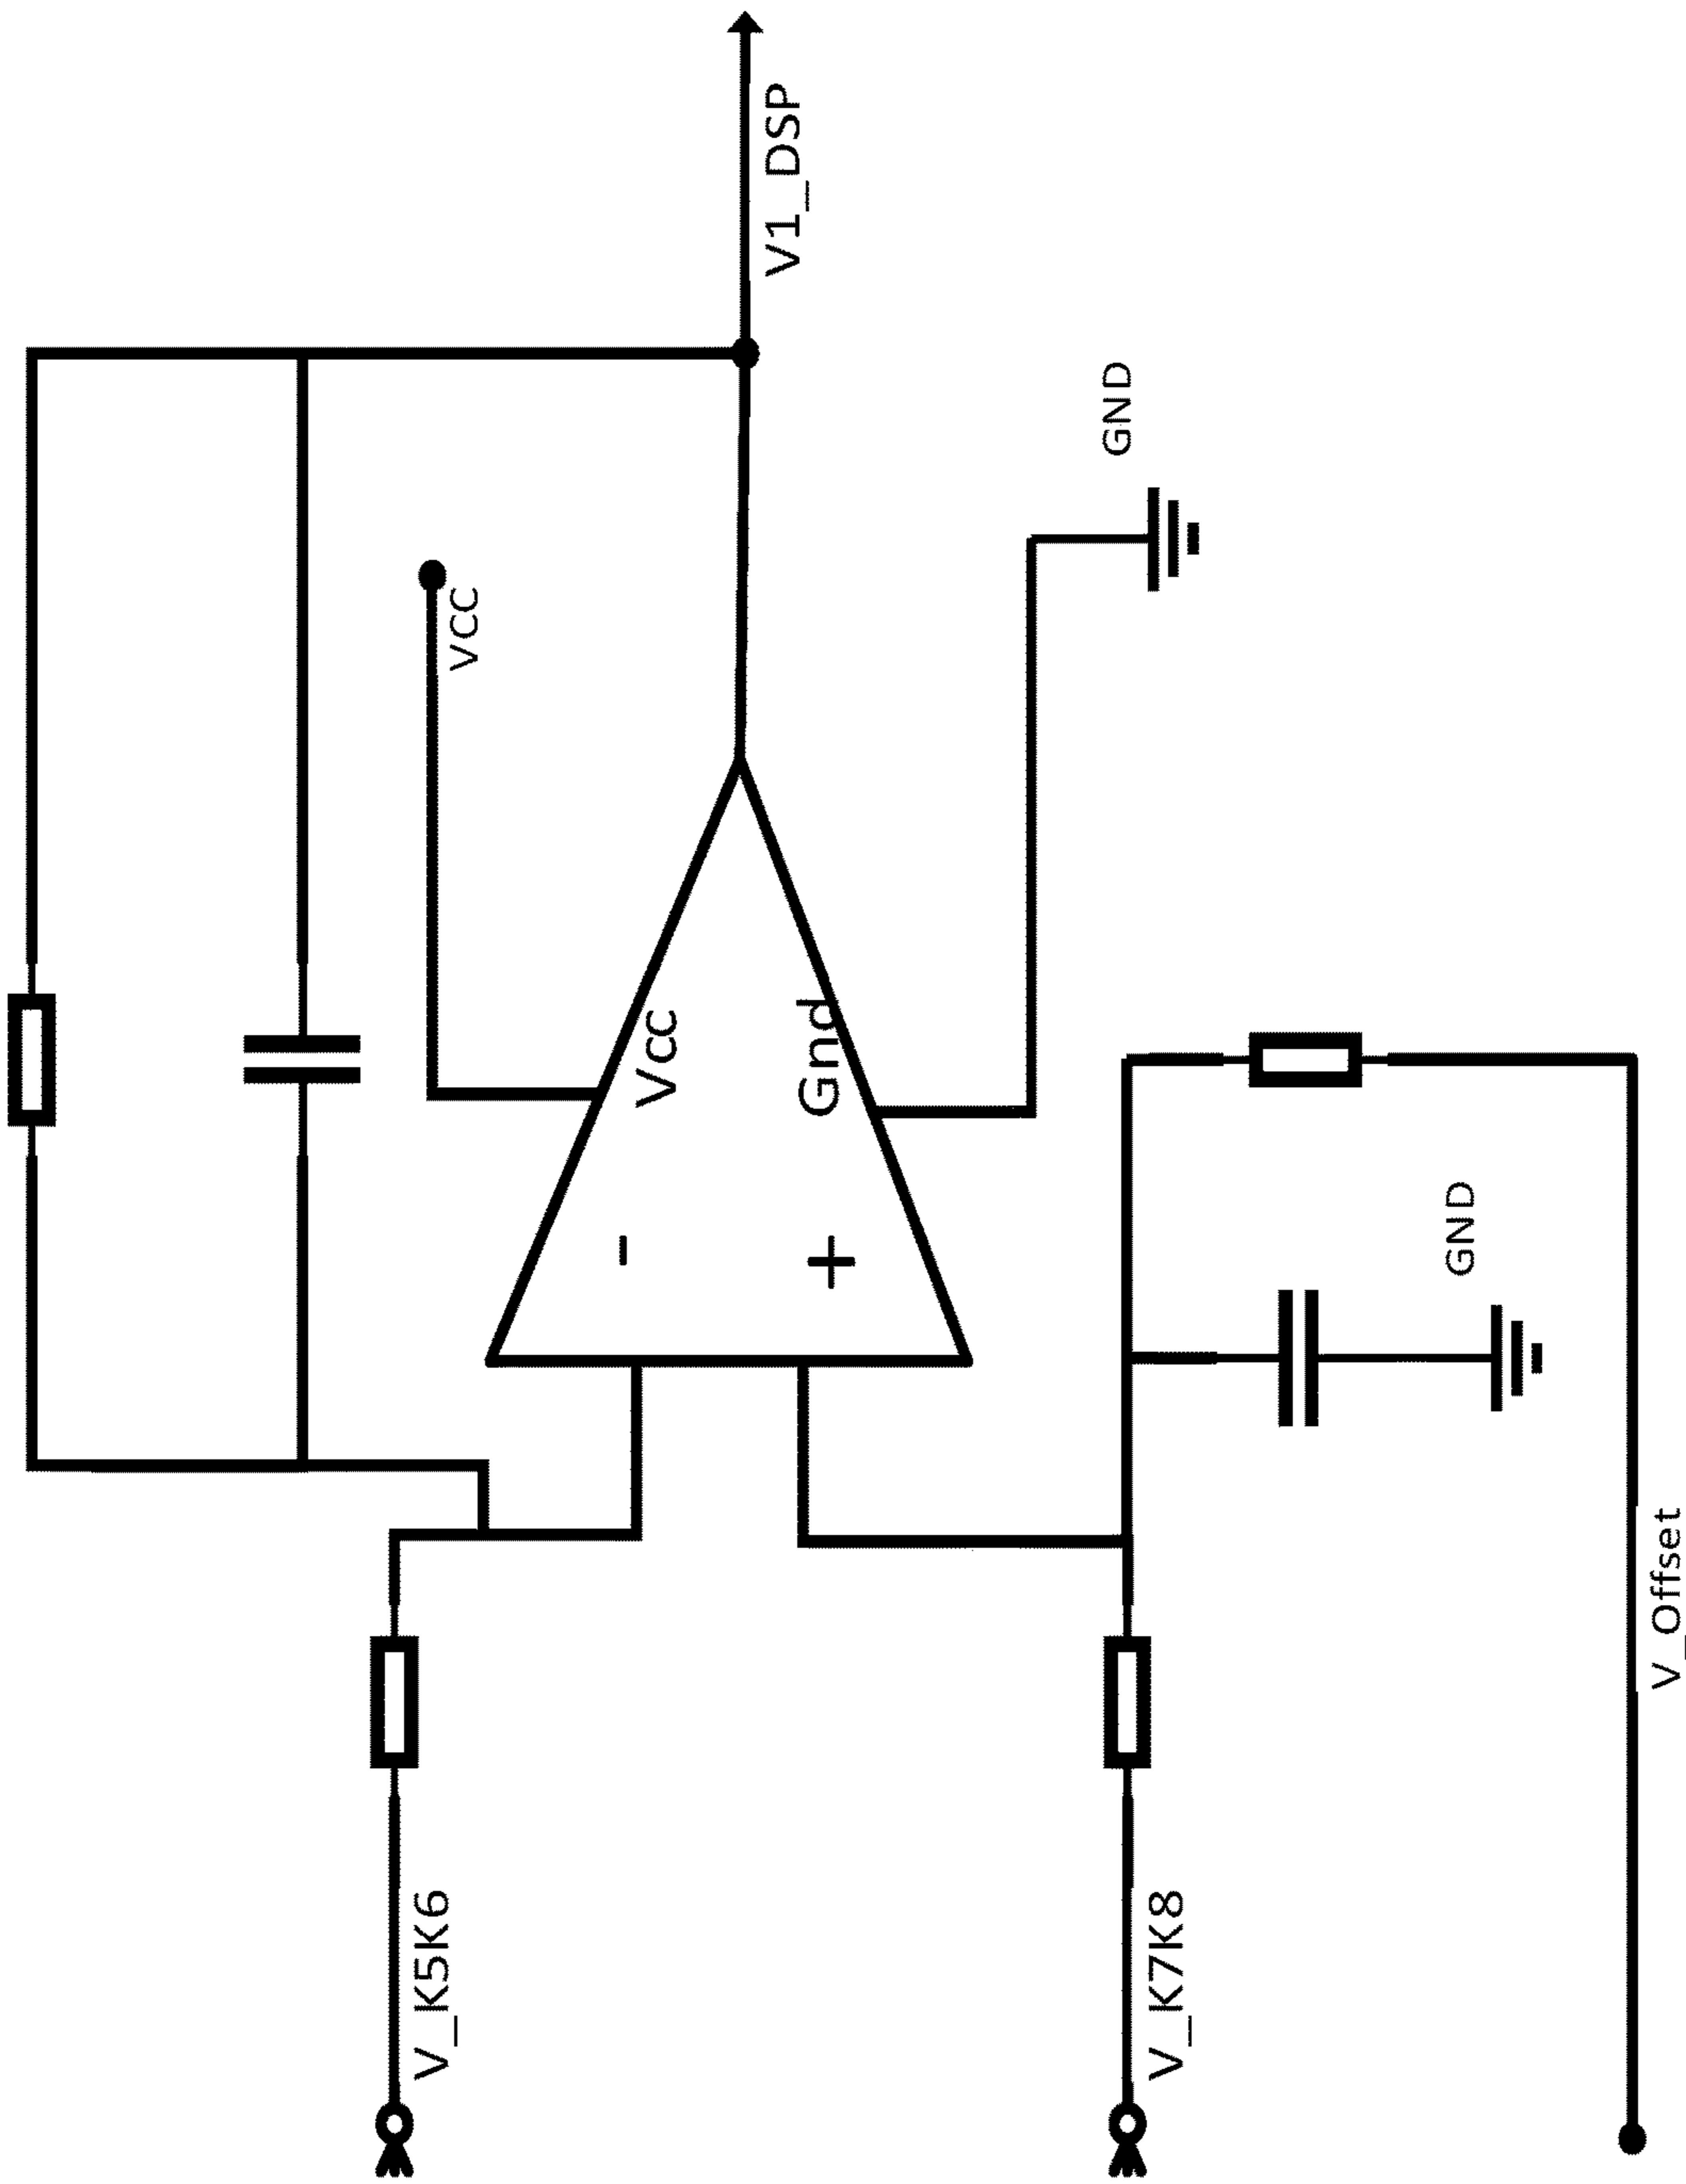 V_K5K6
V_K7K8
V_Offset
-
+
Vcc
Gnd
VCC
GND
GND
V1_DSP